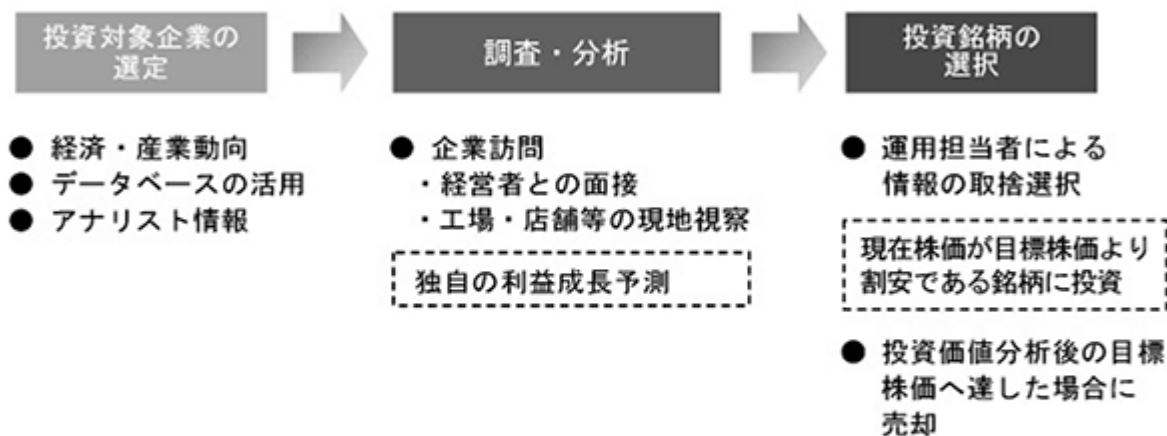 投資対象企業の
選定
調査・分析
投資銘柄の
選択
● 経済・産業動向
● データベースの活用
● アナリスト情報
● 企業訪問
・経営者との面接
・工場・店舗等の現地視察
独自の利益成長予測
● 運用担当者による
情報の取捨選択
現在株価が目標株価より
割安である銘柄に投資
● 投資価値分析後の目標
株価へ達した場合に
売却